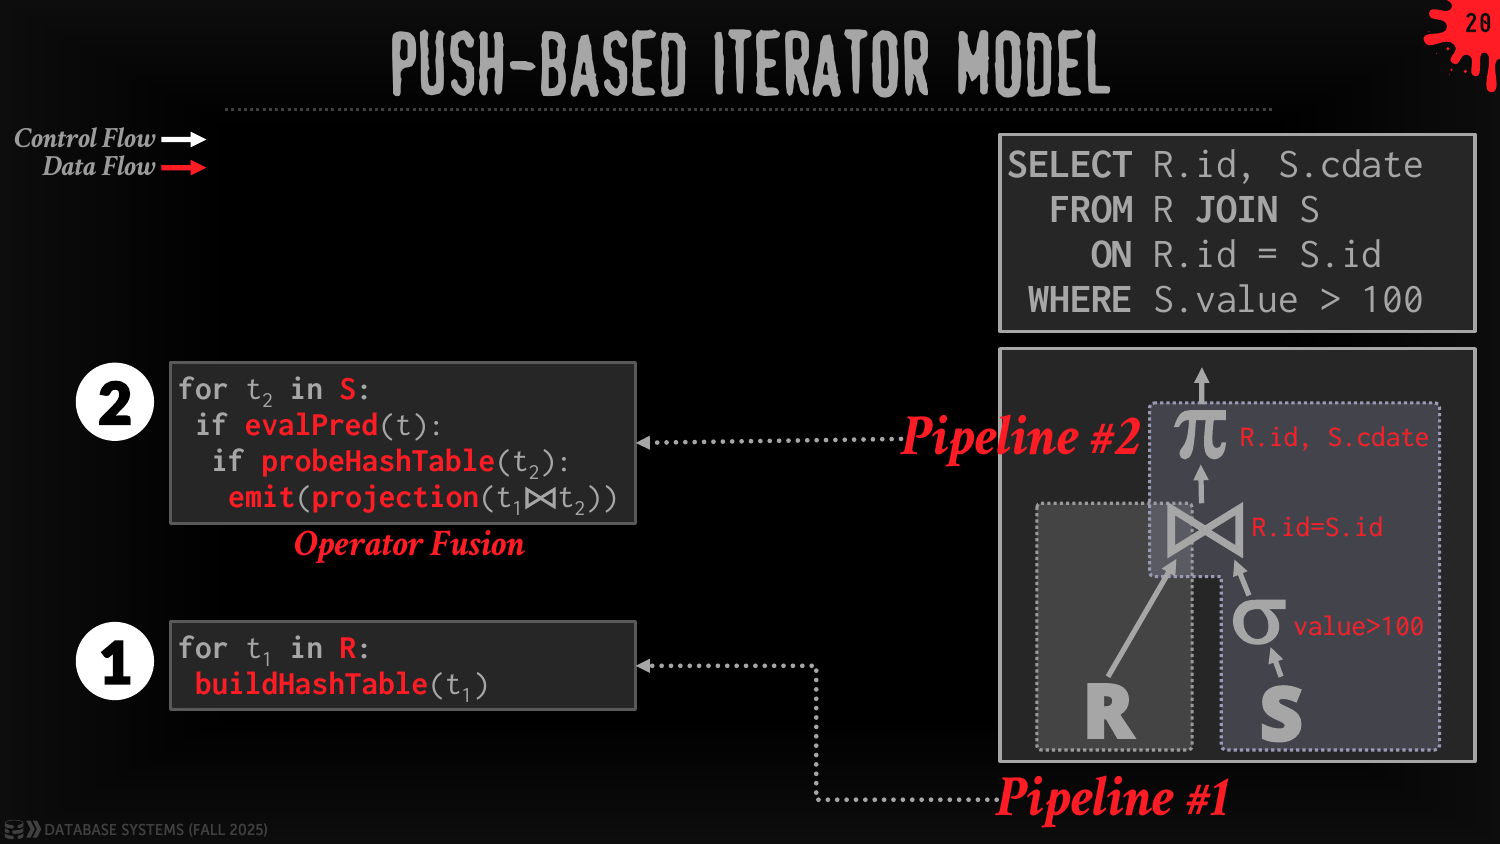 20
PUSH-BASED ITERATOR MODEL
Control Flow
Data Flow
SELECT R.id, S.cdate
FROM R JOIN S
ON R.id = S.id
WHERE S.value > 100
2
for t2 in S:
if evalPred(t):
if probeHashTable(t2):
emit(projection(t1⋈t2))
Operator Fusion
1
for t1 in R:
buildHashTable(t1)
Pipeline #2
π R.id, S.cdate
⋈ R.id=S.id
σ value>100
R S
Pipeline #1
DATABASE SYSTEMS (FALL 2025)